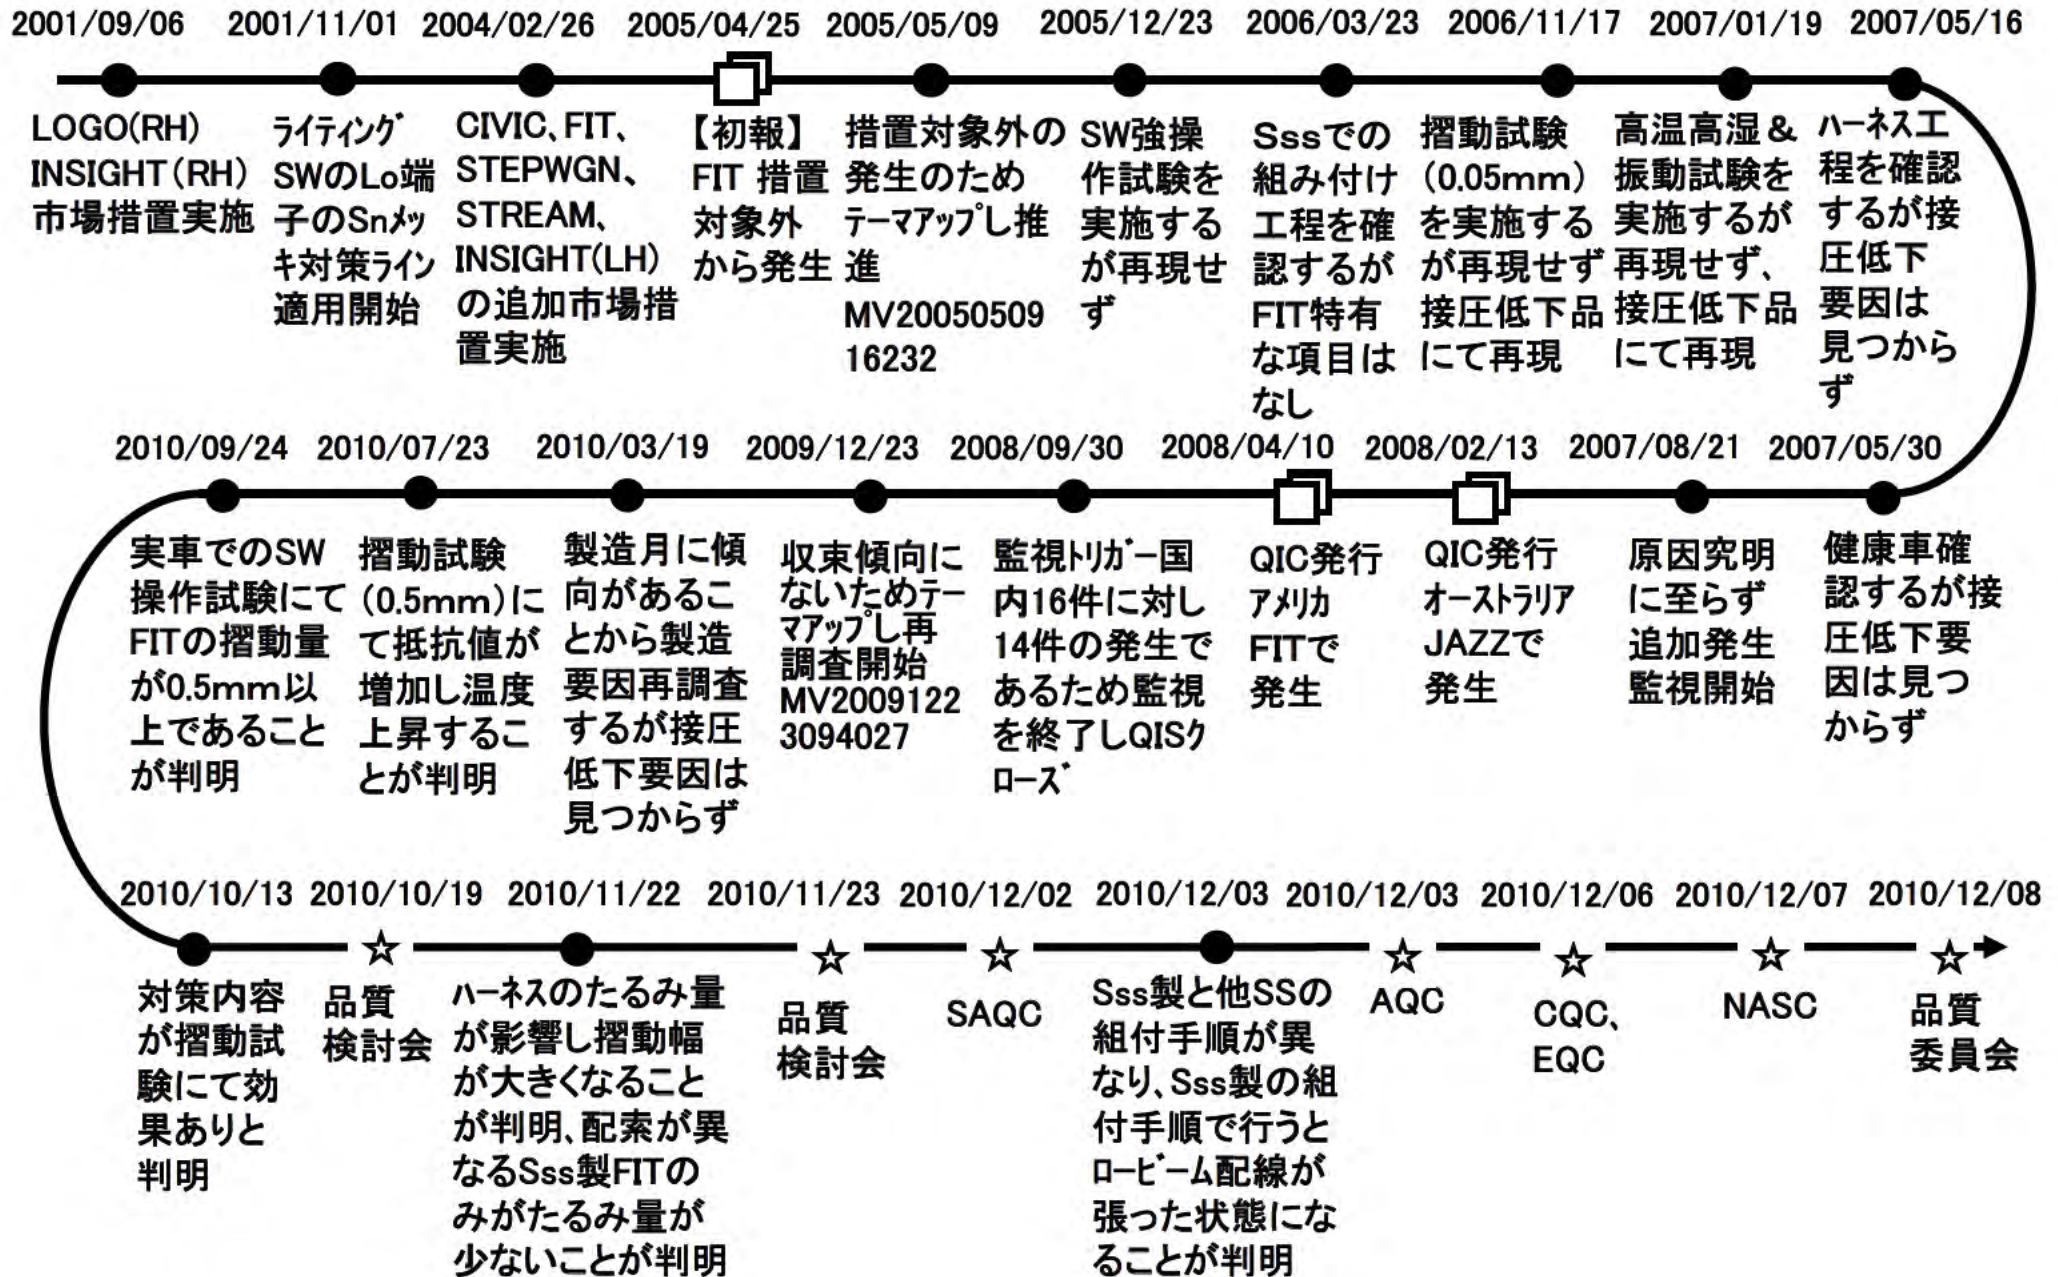 2001/09/06 2001/11/01 2004/02/26 2005/04/25 2005/05/09 2005/12/23 2006/03/23 2006/11/17 2007/01/19 2007/05/16
LOGO(RH)
INSIGHT(RH)
市場措置実施
ライティング
SWのLo端
子のSnメッ
キ対策ライン
適用開始
CIVIC、FIT、
STEPWGN、
STREAM、
INSIGHT(LH)
の追加市場措
置実施
【初報】
FIT 措置
対象外
から発生
措置対象外の
発生のため
テーマアップし推
進
MV20050509
16232
SW強操
作試験を
実施する
が再現せ
ず
Sssでの
組み付け
工程を確
認するが
FIT特有
な項目は
なし
摺動試験
(0.05mm)
を実施する
が再現せず
接圧低下品
にて再現
高温高湿&
振動試験を
実施するが
再現せず、
接圧低下品
にて再現
ハーネス工
程を確認
するが接
圧低下
要因は
見つから
ず
2010/09/24 2010/07/23 2010/03/19 2009/12/23 2008/09/30 2008/04/10 2008/02/13 2007/08/21 2007/05/30
実車でのSW
操作試験にて
FITの摺動量
が0.5mm以
上であること
が判明
摺動試験
(0.5mm)に
て抵抗値が
増加し温度
上昇するこ
とが判明
製造月に傾
向があるこ
とから製造
要因再調査
するが接圧
低下要因は
見つからず
収束傾向に
ないためテー
マアップし再
調査開始
MV2009122
3094027
監視トリガー国
内16件に対し
14件の発生で
あるため監視
を終了しQISク
ローズ
QIC発行
アメリカ
FITで
発生
QIC発行
オーストラリア
JAZZで
発生
原因究明
に至らず
追加発生
監視開始
健康車確
認するが接
圧低下要
因は見つ
からず
2010/10/13 2010/10/19 2010/11/22 2010/11/23 2010/12/02 2010/12/03 2010/12/03 2010/12/06 2010/12/07 2010/12/08
対策内容
が摺動試
験にて効
果ありと
判明
品質
検討会
ハーネスのたるみ量
が影響し摺動幅
が大きくなること
が判明、配索が異
なるSss製FITの
みがたるみ量が
少ないことが判明
品質
検討会
SAQC
Sss製と他SSの
組付手順が異
なり、Sss製の組
付手順で行うと
ロービーム配線が
張った状態にな
ることが判明
AQC
CQC、
EQC
NASC
品質
委員会